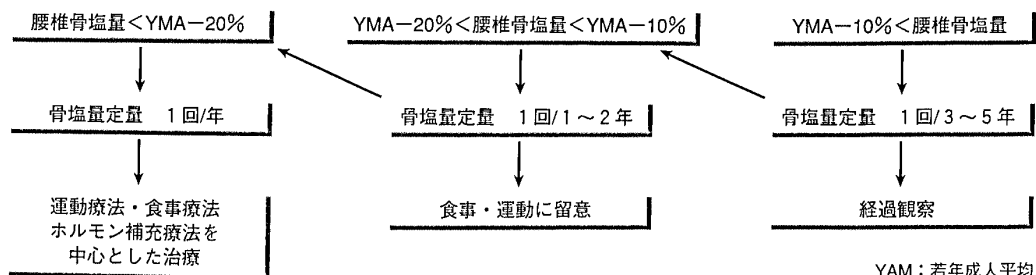 腰椎骨塩量<YMA−20%
YMA−20%<腰椎骨塩量<YMA−10%
YMA−10%<腰椎骨塩量
骨塩量定量 1回/年
骨塩量定量 1回/1～2年
骨塩量定量 1回/3～5年
運動療法・食事療法
ホルモン補充療法を
中心とした治療
食事・運動に留意
経過観察
YAM：若年成人平均